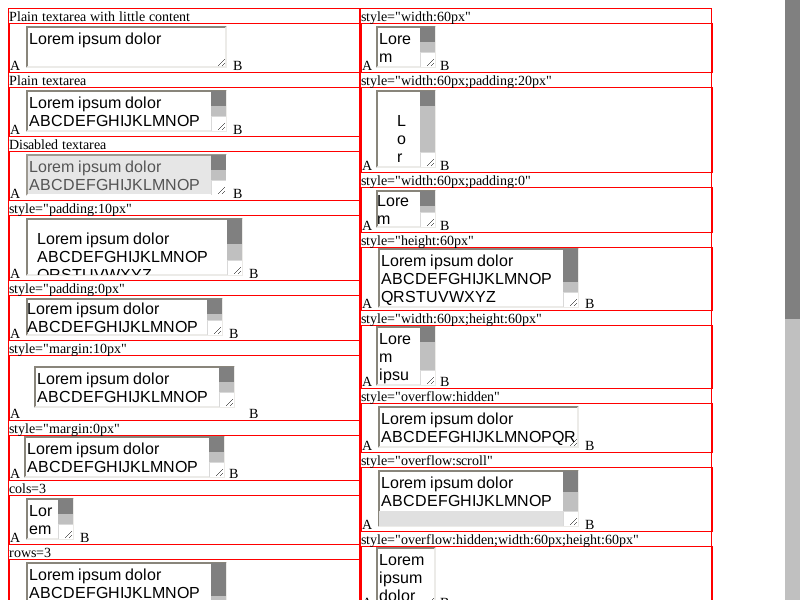 Plain textarea with little content
Lorem ipsum dolor
A B
Plain textarea
Lorem ipsum dolor
ABCDEFGHIJKLMNOP
A B
Disabled textarea
Lorem ipsum dolor
ABCDEFGHIJKLMNOP
A B
style="padding:10px"
Lorem ipsum dolor
ABCDEFGHIJKLMNOP
QRSTUVWXYZ
A B
style="padding:0px"
Lorem ipsum dolor
ABCDEFGHIJKLMNOP
A B
style="margin:10px"
Lorem ipsum dolor
ABCDEFGHIJKLMNOP
A B
style="margin:0px"
Lorem ipsum dolor
ABCDEFGHIJKLMNOP
A B
cols=3
Lor
em
A B
rows=3
Lorem ipsum dolor
ABCDEFGHIJKLMNOP
style="width:60px"
Lore
m
A B
style="width:60px;padding:20px"
L
o
r
A B
style="width:60px;padding:0"
Lore
m
A B
style="height:60px"
Lorem ipsum dolor
ABCDEFGHIJKLMNOP
QRSTUVWXYZ
A B
style="width:60px;height:60px"
Lore
m
ipsu
A B
style="overflow:hidden"
Lorem ipsum dolor
ABCDEFGHIJKLMNOPQR
A B
style="overflow:scroll"
Lorem ipsum dolor
ABCDEFGHIJKLMNOP
A B
style="overflow:hidden;width:60px;height:60px"
Lorem
ipsum
dolor
A B